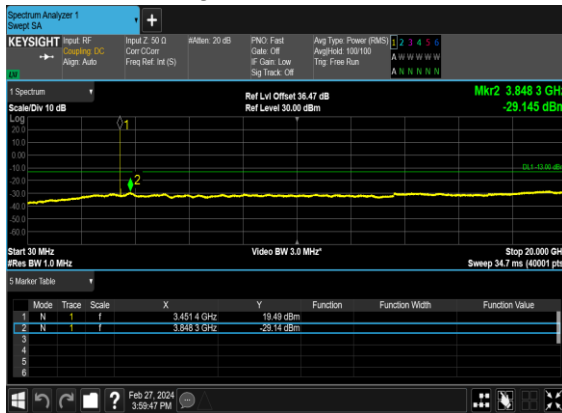 Spectrum Analyzer 1
Swept SA
KEYSIGHT
Input: RF
Coupling: DC
Align: Auto
Input Z: 50 Ω
Corr CCorr
Freq Ref: Int (S)
#Atten: 20 dB
PNO: Fast
Gate: Off
IF Gain: Low
Sig Track: Off
Avg Type: Power (RMS)
Avg|Hold: 100/100
Trig: Free Run
1 2 3 4 5 6
A W W W W W
A N N N N N
LXI
1 Spectrum
Scale/Div 10 dB
Ref Lvl Offset 36.47 dB
Ref Level 30.00 dBm
Mkr2 3.848 3 GHz
-29.145 dBm
Log
20.0
10.0
0.00
-10.0
-20.0
-30.0
-40.0
-50.0
-60.0
1
2
DL1 -13.00 dB
Start 30 MHz
#Res BW 1.0 MHz
Video BW 3.0 MHz*
Stop 20.000 GH
Sweep 34.7 ms (40001 pts
5 Marker Table
Mode Trace Scale X Y Function Function Width Function Value
1 N 1 f 3.451 4 GHz 19.49 dBm
2 N 1 f 3.848 3 GHz -29.14 dBm
3
4
5
6
?
Feb 27, 2024
3:59:47 PM